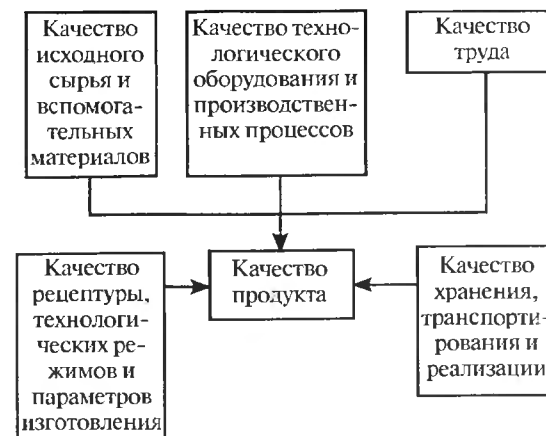 Качество
исходного
сырья и
вспомога-
тельных
материалов
Качество техно-
логического
оборудования и
производствен-
ных процессов
Качество
труда
Качество
рецептуры,
технологи-
ческих ре-
жимов и
параметров
изготовления
Качество
продукта
Качество
хранения,
транспорти-
рования и
реализации